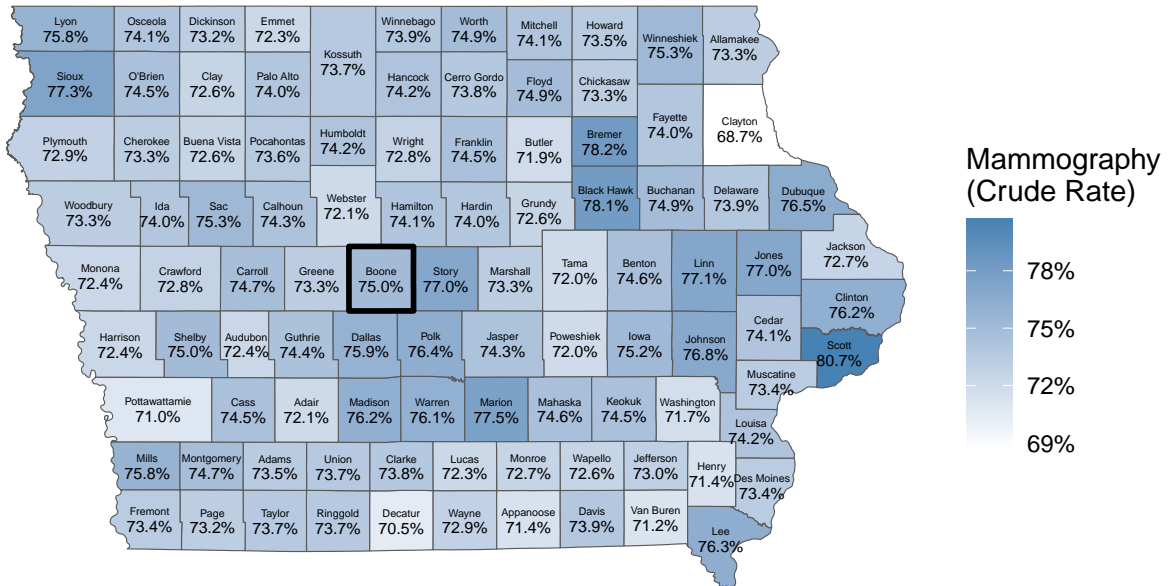 Lyon
75.8%
Osceola
74.1%
Dickinson
73.2%
Emmet
72.3%
Kossuth
73.7%
Winnebago
73.9%
Worth
74.9%
Mitchell
74.1%
Howard
73.5%
Winneshiek
75.3%
Allamakee
73.3%
Sioux
77.3%
O'Brien
74.5%
Clay
72.6%
Palo Alto
74.0%
Hancock
74.2%
Cerro Gordo
73.8%
Floyd
74.9%
Chickasaw
73.3%
Fayette
74.0%
Clayton
68.7%
Plymouth
72.9%
Cherokee
73.3%
Buena Vista
72.6%
Pocahontas
73.6%
Humboldt
74.2%
Wright
72.8%
Franklin
74.5%
Butler
71.9%
Bremer
78.2%
Woodbury
73.3%
Ida
74.0%
Sac
75.3%
Calhoun
74.3%
Webster
72.1%
Hamilton
74.1%
Hardin
74.0%
Grundy
72.6%
Black Hawk
78.1%
Buchanan
74.9%
Delaware
73.9%
Dubuque
76.5%
Monona
72.4%
Crawford
72.8%
Carroll
74.7%
Greene
73.3%
Boone
75.0%
Story
77.0%
Marshall
73.3%
Tama
72.0%
Benton
74.6%
Linn
77.1%
Jones
77.0%
Jackson
72.7%
Clinton
76.2%
Harrison
72.4%
Shelby
75.0%
Audubon
72.4%
Guthrie
74.4%
Dallas
75.9%
Polk
76.4%
Jasper
74.3%
Poweshiek
72.0%
Iowa
75.2%
Johnson
76.8%
Cedar
74.1%
Scott
80.7%
Muscatine
73.4%
Pottawattamie
71.0%
Cass
74.5%
Adair
72.1%
Madison
76.2%
Warren
76.1%
Marion
77.5%
Mahaska
74.6%
Keokuk
74.5%
Washington
71.7%
Louisa
74.2%
Mills
75.8%
Montgomery
74.7%
Adams
73.5%
Union
73.7%
Clarke
73.8%
Lucas
72.3%
Monroe
72.7%
Wapello
72.6%
Jefferson
73.0%
Henry
71.4%
Des Moines
73.4%
Fremont
73.4%
Page
73.2%
Taylor
73.7%
Ringgold
73.7%
Decatur
70.5%
Wayne
72.9%
Appanoose
71.4%
Davis
73.9%
Van Buren
71.2%
Lee
76.3%
Mammography
(Crude Rate)
78%
75%
72%
69%